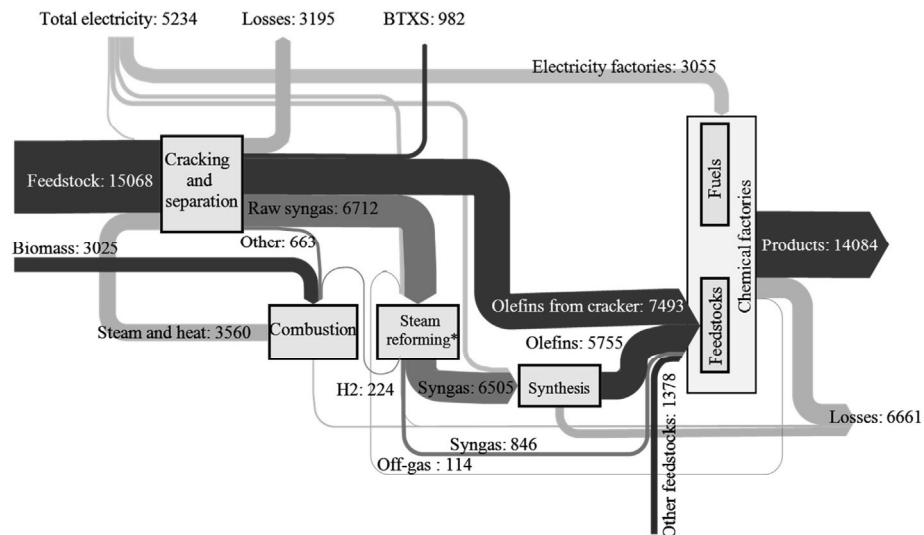 Total electricity: 5234
Losses: 3195
BTXS: 982
Electricity factories: 3055
Feedstock: 15068
Cracking
and
separation
Fuels
Chemical factories
Raw syngas: 6712
Other: 663
Biomass: 3025
Products: 14084
Olefins from cracker: 7493
Feedstocks
Steam and heat: 3560
Combustion
Steam
reforming*
Olefins: 5755
H2: 224
Syngas: 6505
Synthesis
Other feedstocks: 1378
Losses: 6661
Syngas: 846
Off-gas : 114